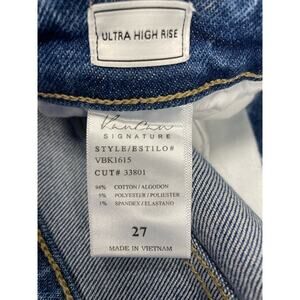 ULTRA HIGH RISE
KanCan
SIGNATURE
STYLE/ESTILO#
VBK1615
CUT# 33801
94% COTTON/ALGODON
5% POLYESTER/POLIESTER
1% SPANDEX/ELASTANO
27
MADE IN VIETNAM